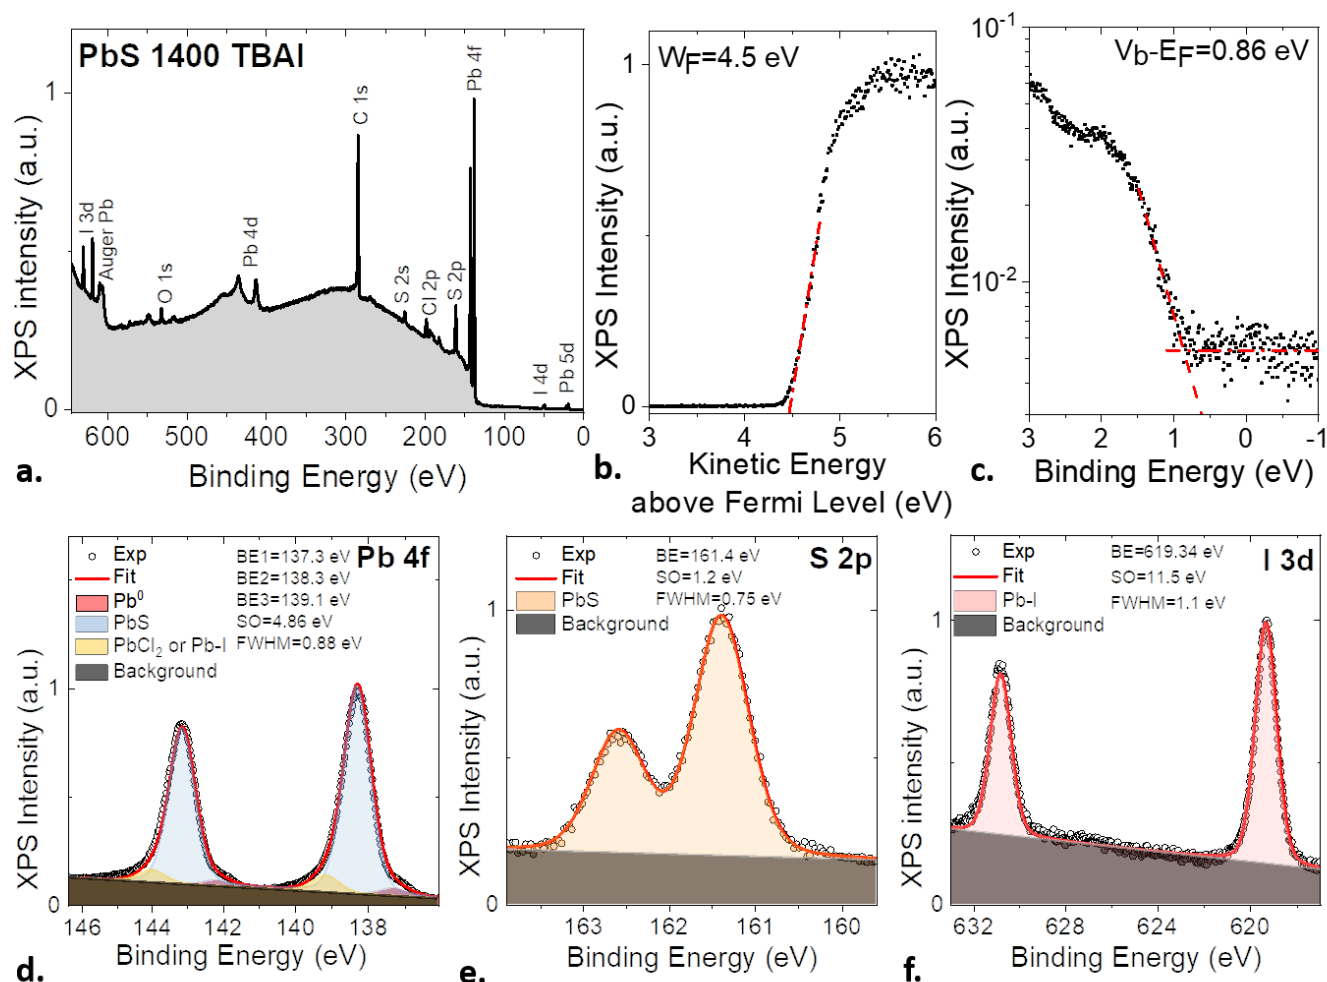 PbS 1400 TBAI
XPS intensity (a.u.)
1
0
I 3d
Auger Pb
O 1s
Pb 4d
C 1s
S 2s
Cl 2p
S 2p
Pb 4f
I 4d
Pb 5d
600 500 400 300 200 100 0
Binding Energy (eV)
a.
W_F=4.5 eV
XPS Intensity (a.u.)
1
0
3 4 5 6
Kinetic Energy
above Fermi Level (eV)
b.
V_b-E_F=0.86 eV
XPS Intensity (a.u.)
10^-1
10^-2
3 2 1 0 -1
Binding Energy (eV)
c.
Pb 4f
Exp
Fit
Pb^0
PbS
PbCl_2 or Pb-I
Background
BE1=137.3 eV
BE2=138.3 eV
BE3=139.1 eV
SO=4.86 eV
FWHM=0.88 eV
XPS Intensity (a.u.)
1
0
146 144 142 140 138
Binding Energy (eV)
d.
S 2p
Exp
Fit
PbS
Background
BE=161.4 eV
SO=1.2 eV
FWHM=0.75 eV
XPS Intensity (a.u.)
1
0
163 162 161 160
Binding Energy (eV)
e.
I 3d
Exp
Fit
Pb-I
Background
BE=619.34 eV
SO=11.5 eV
FWHM=1.1 eV
XPS intensity (a.u.)
1
0
632 628 624 620
Binding Energy (eV)
f.